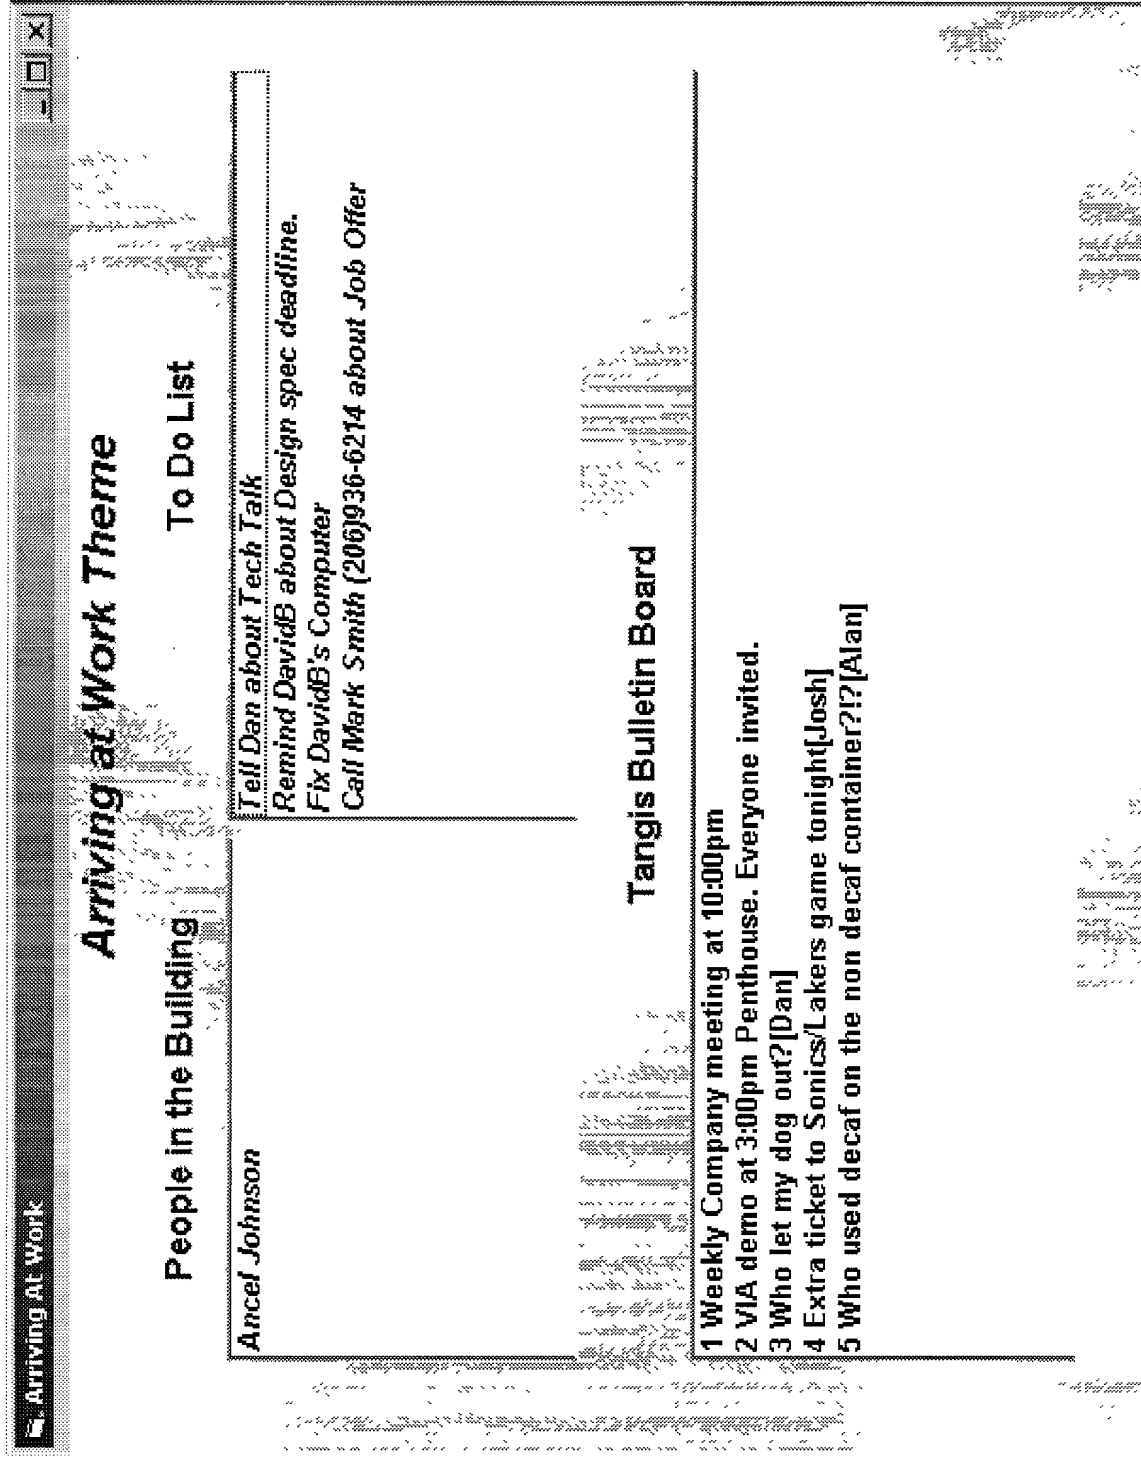 Arriving At Work
Arriving at Work Theme
People in the Building
To Do List
Ancel Johnson
Tell Dan about Tech Talk
Remind DavidB about Design spec deadline.
Fix DavidB's Computer
Call Mark Smith (206)936-6214 about Job Offer
Tangis Bulletin Board
1 Weekly Company meeting at 10:00pm
2 VIA demo at 3:00pm Penthouse. Everyone invited.
3 Who let my dog out?[Dan]
4 Extra ticket to Sonics/Lakers game tonight[Josh]
5 Who used decaf on the non decaf container?!?[Alan]